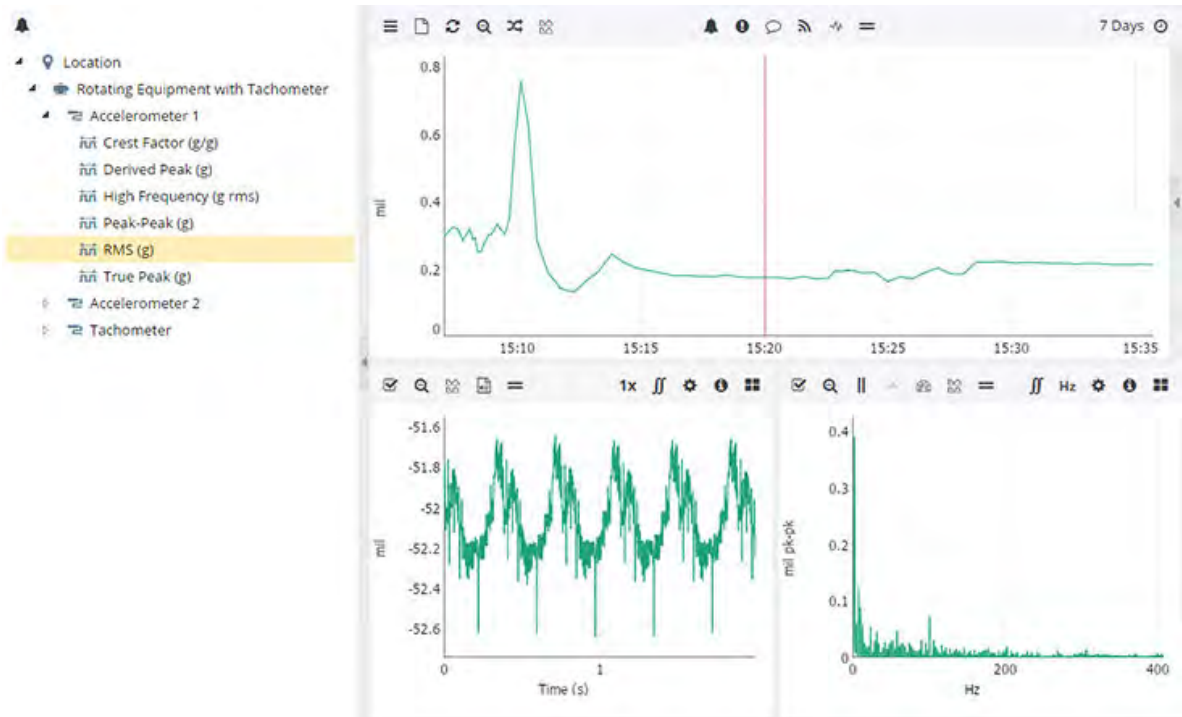 Location
Rotating Equipment with Tachometer
Accelerometer 1
Crest Factor (g/g)
Derived Peak (g)
High Frequency (g rms)
Peak-Peak (g)
RMS (g)
True Peak (g)
Accelerometer 2
Tachometer
7 Days
0.8
0.6
0.4
0.2
0
mil
15:10 15:15 15:20 15:25 15:30 15:35
1x
-51.6
-51.8
-52
-52.2
-52.4
-52.6
mil
0 1
Time (s)
Hz
0.4
0.3
0.2
0.1
0
mil pk-pk
0 200 400
Hz